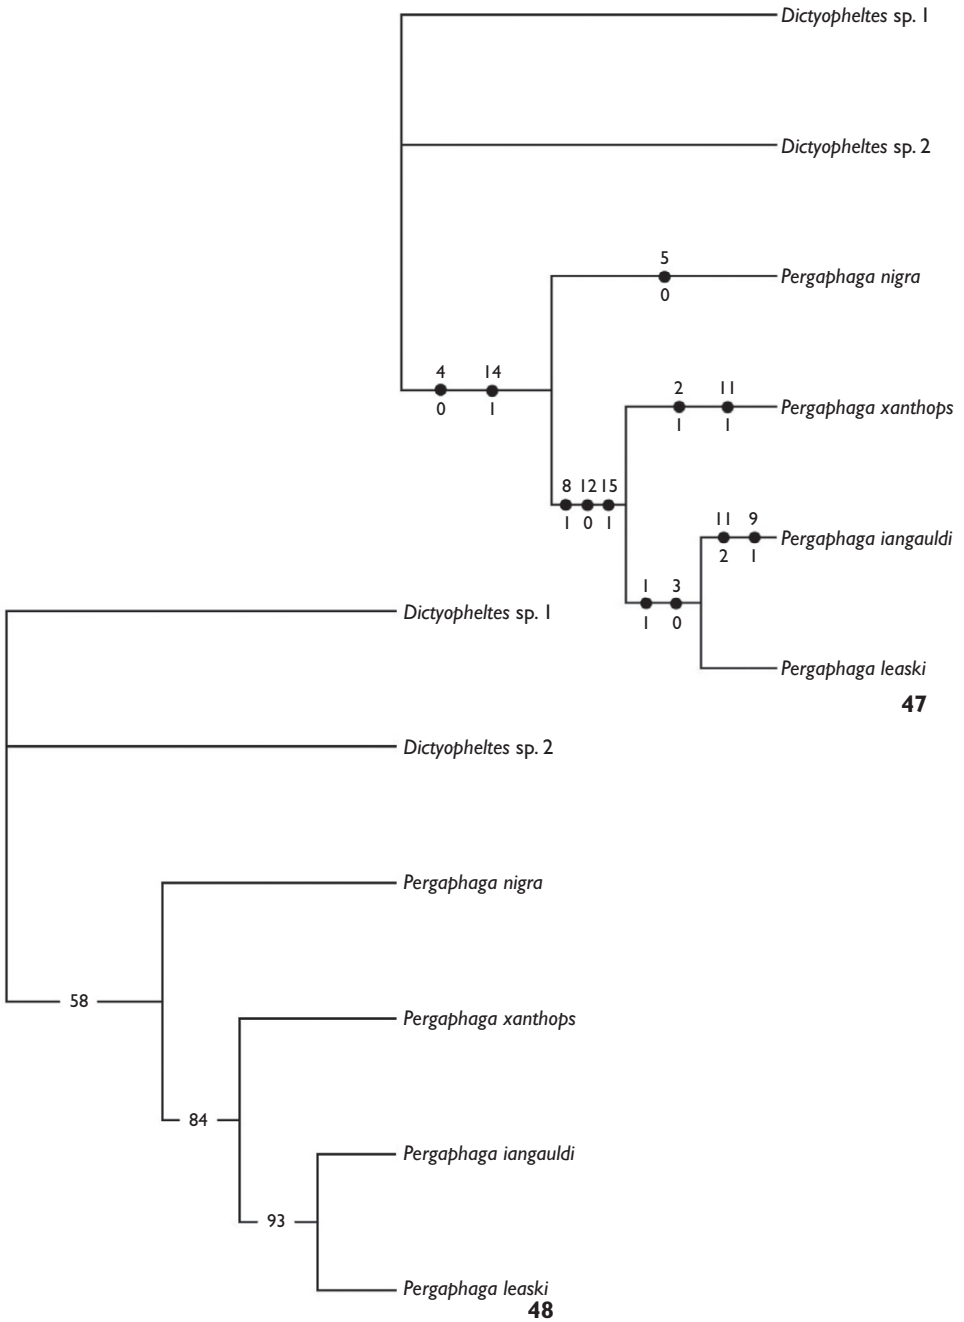 Dictyopheltes sp. 1
Dictyopheltes sp. 2
5
0
Pergaphaga nigra
4 14
0 1
2 11
1 1
Pergaphaga xanthops
8 12 15
1 0 1
11 9
2 1
Pergaphaga iangauldi
1 3
1 0
Pergaphaga leaski
47
Dictyopheltes sp. 1
Dictyopheltes sp. 2
Pergaphaga nigra
58
Pergaphaga xanthops
84
Pergaphaga iangauldi
93
Pergaphaga leaski
48